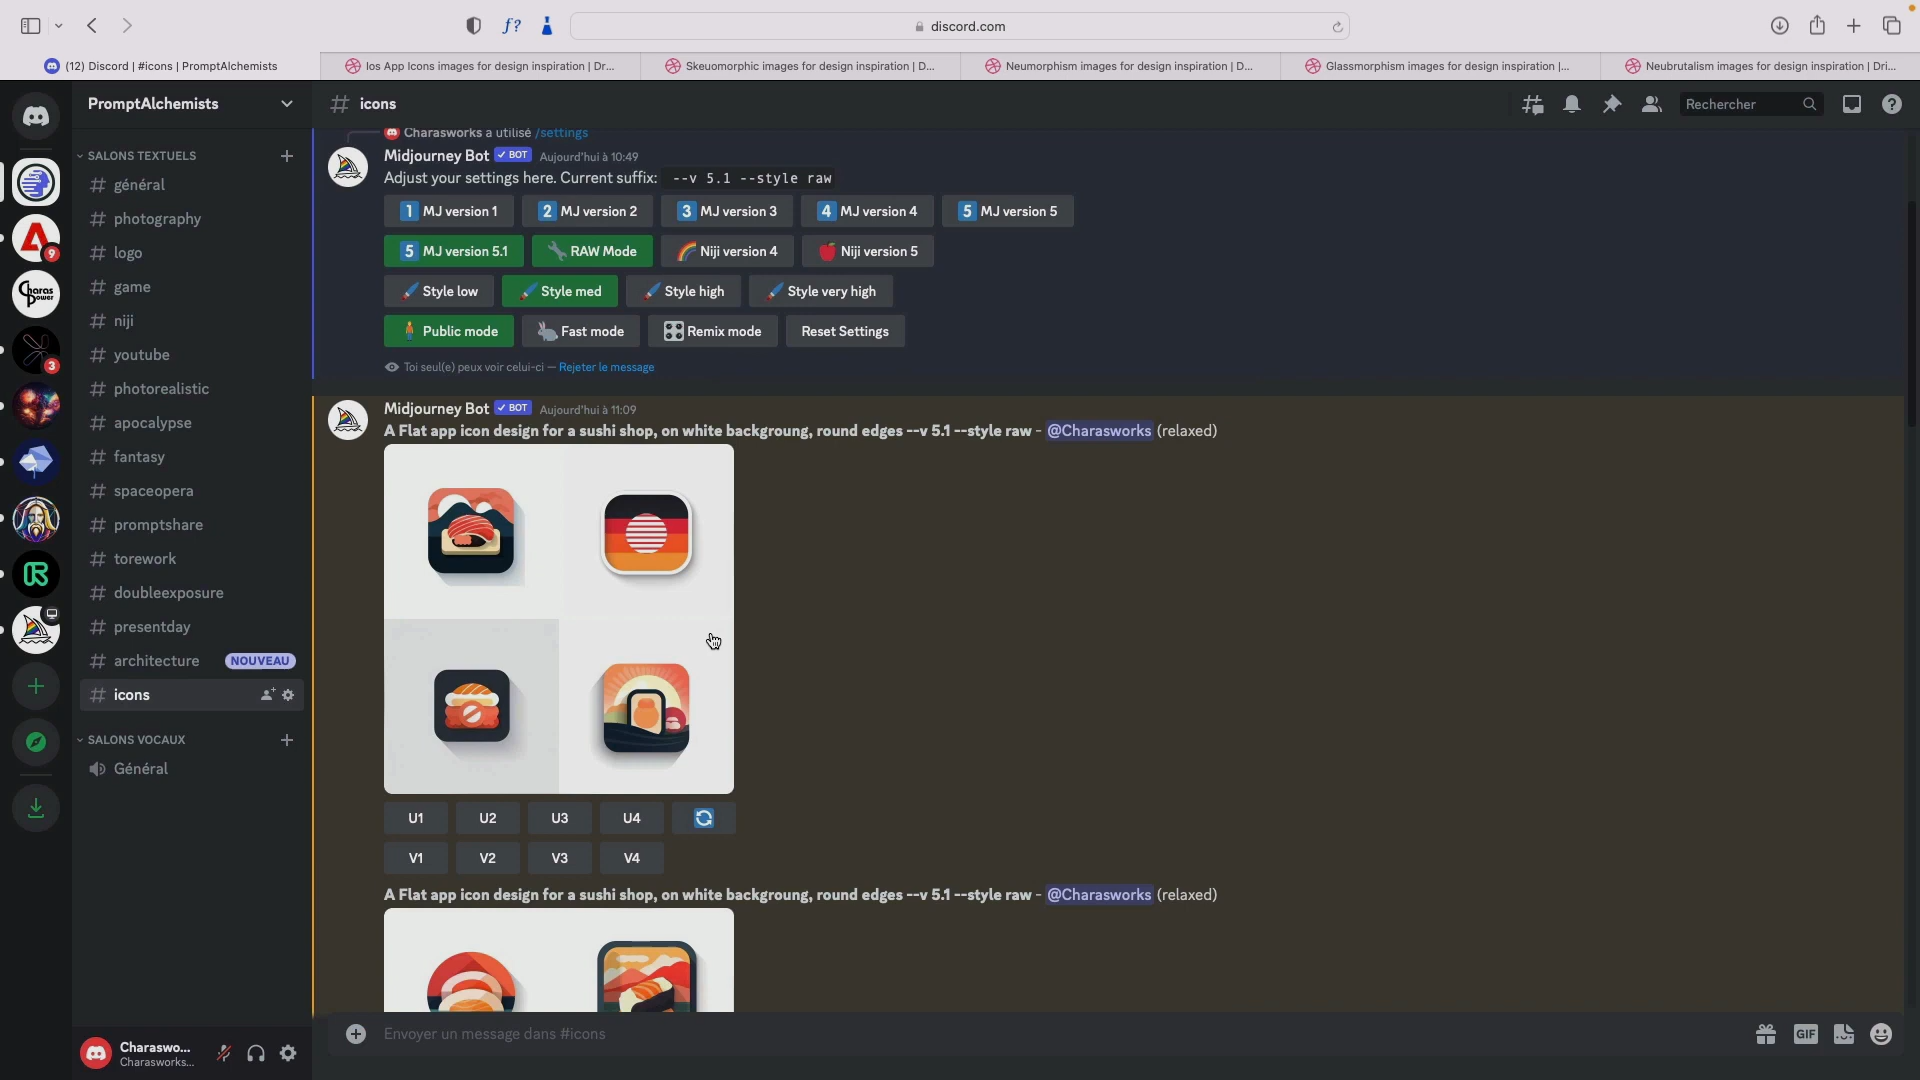 discord.com
(12) Discord | #icons | PromptAlchemists
Ios App Icons images for design inspiration | Dr...
Skeuomorphic images for design inspiration | D...
Neumorphism images for design inspiration | D...
Glassmorphism images for design inspiration |...
Neubrutalism images for design inspiration | Dri...
PromptAlchemists
icons
Rechercher
SALONS TEXTUELS
général
photography
logo
game
niji
youtube
photorealistic
apocalypse
fantasy
spaceopera
promptshare
torework
doubleexposure
presentday
architecture NOUVEAU
icons
SALONS VOCAUX
Général
9
Charas Power
3
Charaswo...
Charasworks...
Charasworks a utilisé /settings
Midjourney Bot BOT Aujourd'hui à 10:49
Adjust your settings here. Current suffix: --v 5.1 --style raw
1 MJ version 1 2 MJ version 2 3 MJ version 3 4 MJ version 4 5 MJ version 5
5 MJ version 5.1 RAW Mode Niji version 4 Niji version 5
Style low Style med Style high Style very high
Public mode Fast mode Remix mode Reset Settings
Toi seul(e) peux voir celui-ci — Rejeter le message
Midjourney Bot BOT Aujourd'hui à 11:09
A Flat app icon design for a sushi shop, on white backgroung, round edges --v 5.1 --style raw - @Charasworks (relaxed)
U1 U2 U3 U4
V1 V2 V3 V4
A Flat app icon design for a sushi shop, on white backgroung, round edges --v 5.1 --style raw - @Charasworks (relaxed)
Envoyer un message dans #icons
GIF